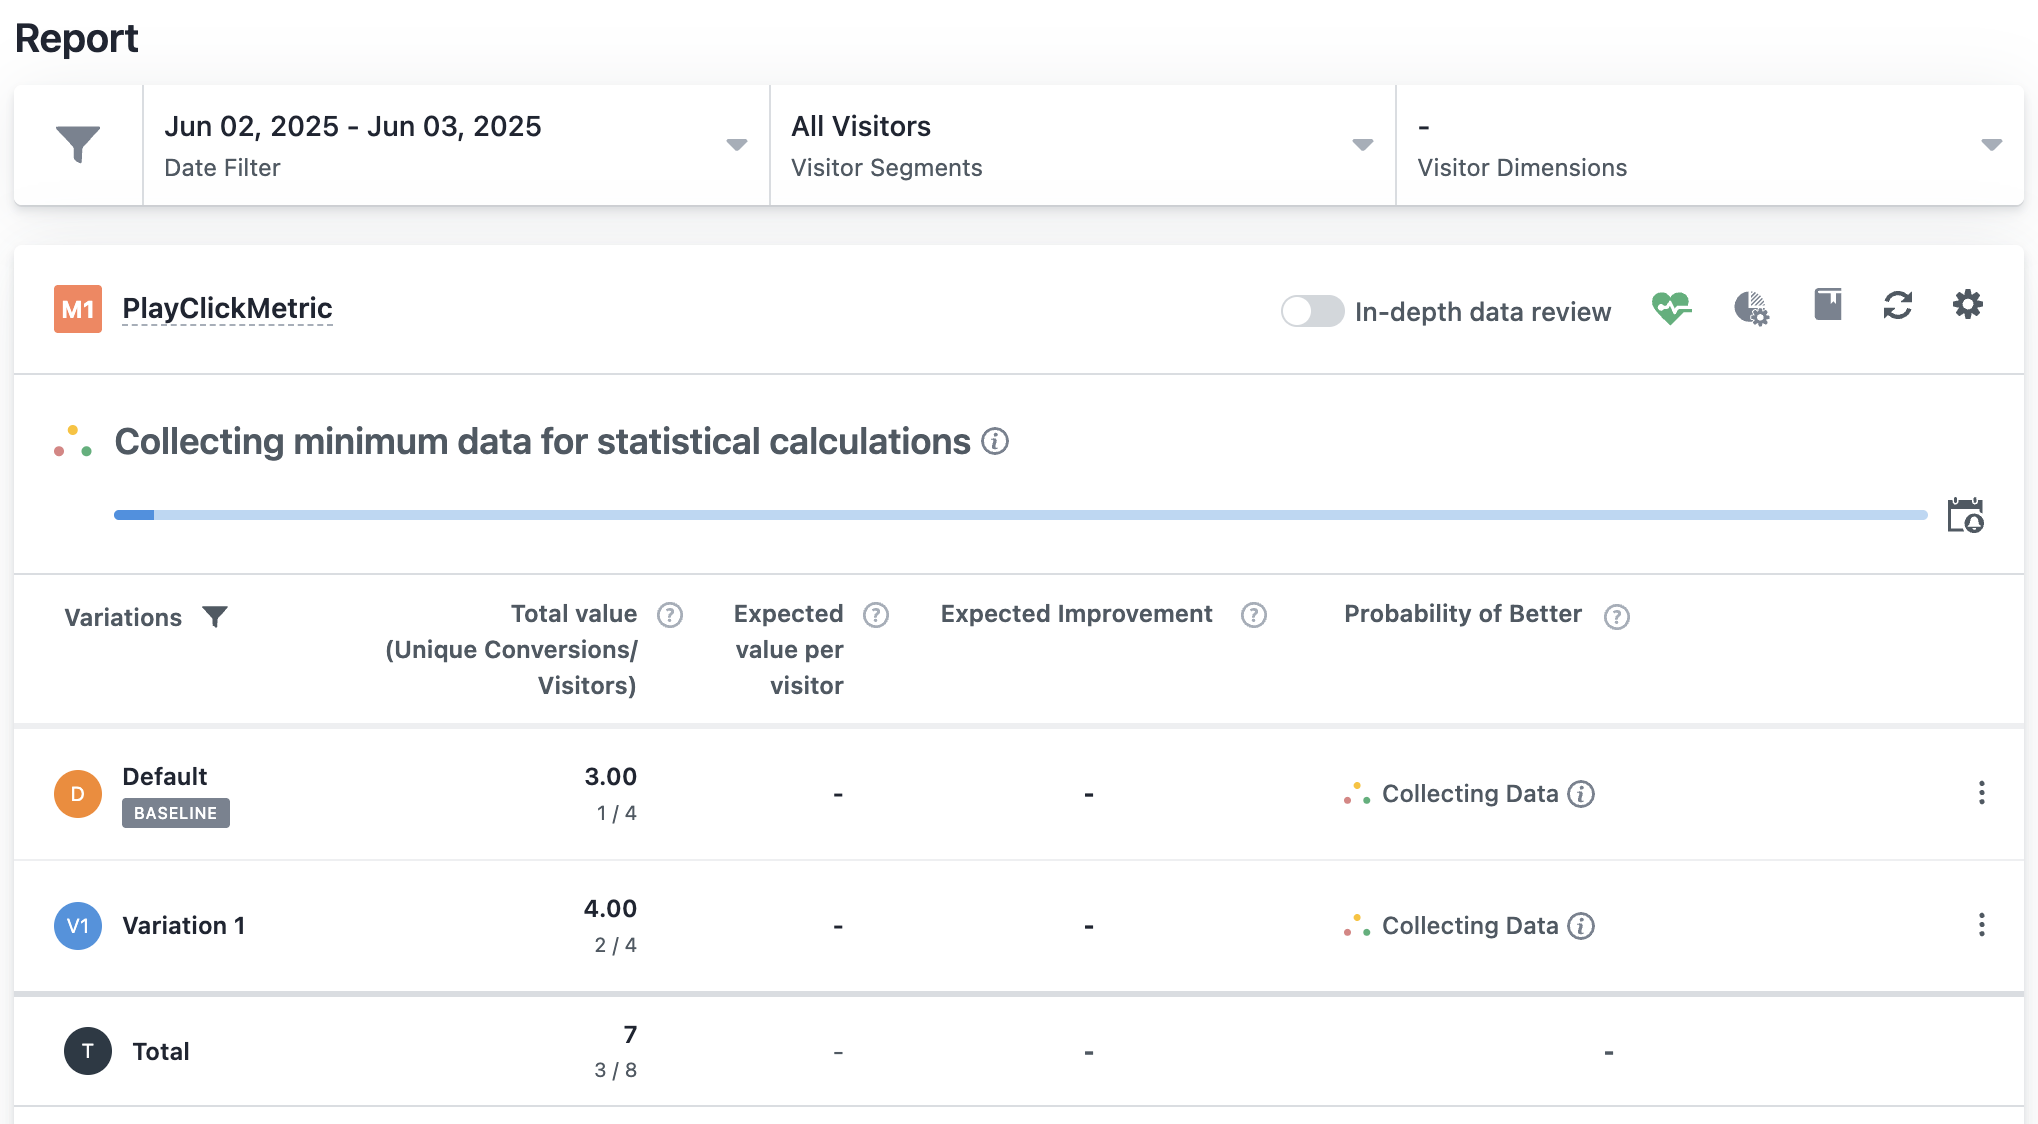 Report
Jun 02, 2025 - Jun 03, 2025
Date Filter
All Visitors
Visitor Segments
-
Visitor Dimensions
M1 PlayClickMetric
In-depth data review
Collecting minimum data for statistical calculations
Variations
Total value
(Unique Conversions/
Visitors)
Expected
value per
visitor
Expected Improvement
Probability of Better
D Default
BASELINE
3.00
1 / 4
-
-
Collecting Data
V1 Variation 1
4.00
2 / 4
-
-
Collecting Data
T Total
7
3 / 8
-
-
-